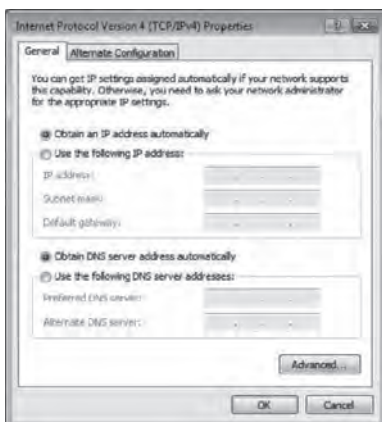 Internet Protocol Version 4 (TCP/IPv4) Properties
General
Alternate Configuration
You can get IP settings assigned automatically if your network supports
this capability. Otherwise, you need to ask your network administrator
for the appropriate IP settings.
Obtain an IP address automatically
Use the following IP address:
IP address:
Subnet mask:
Default gateway:
Obtain DNS server address automatically
Use the following DNS server addresses:
Preferred DNS server:
Alternate DNS server:
Advanced...
OK
Cancel